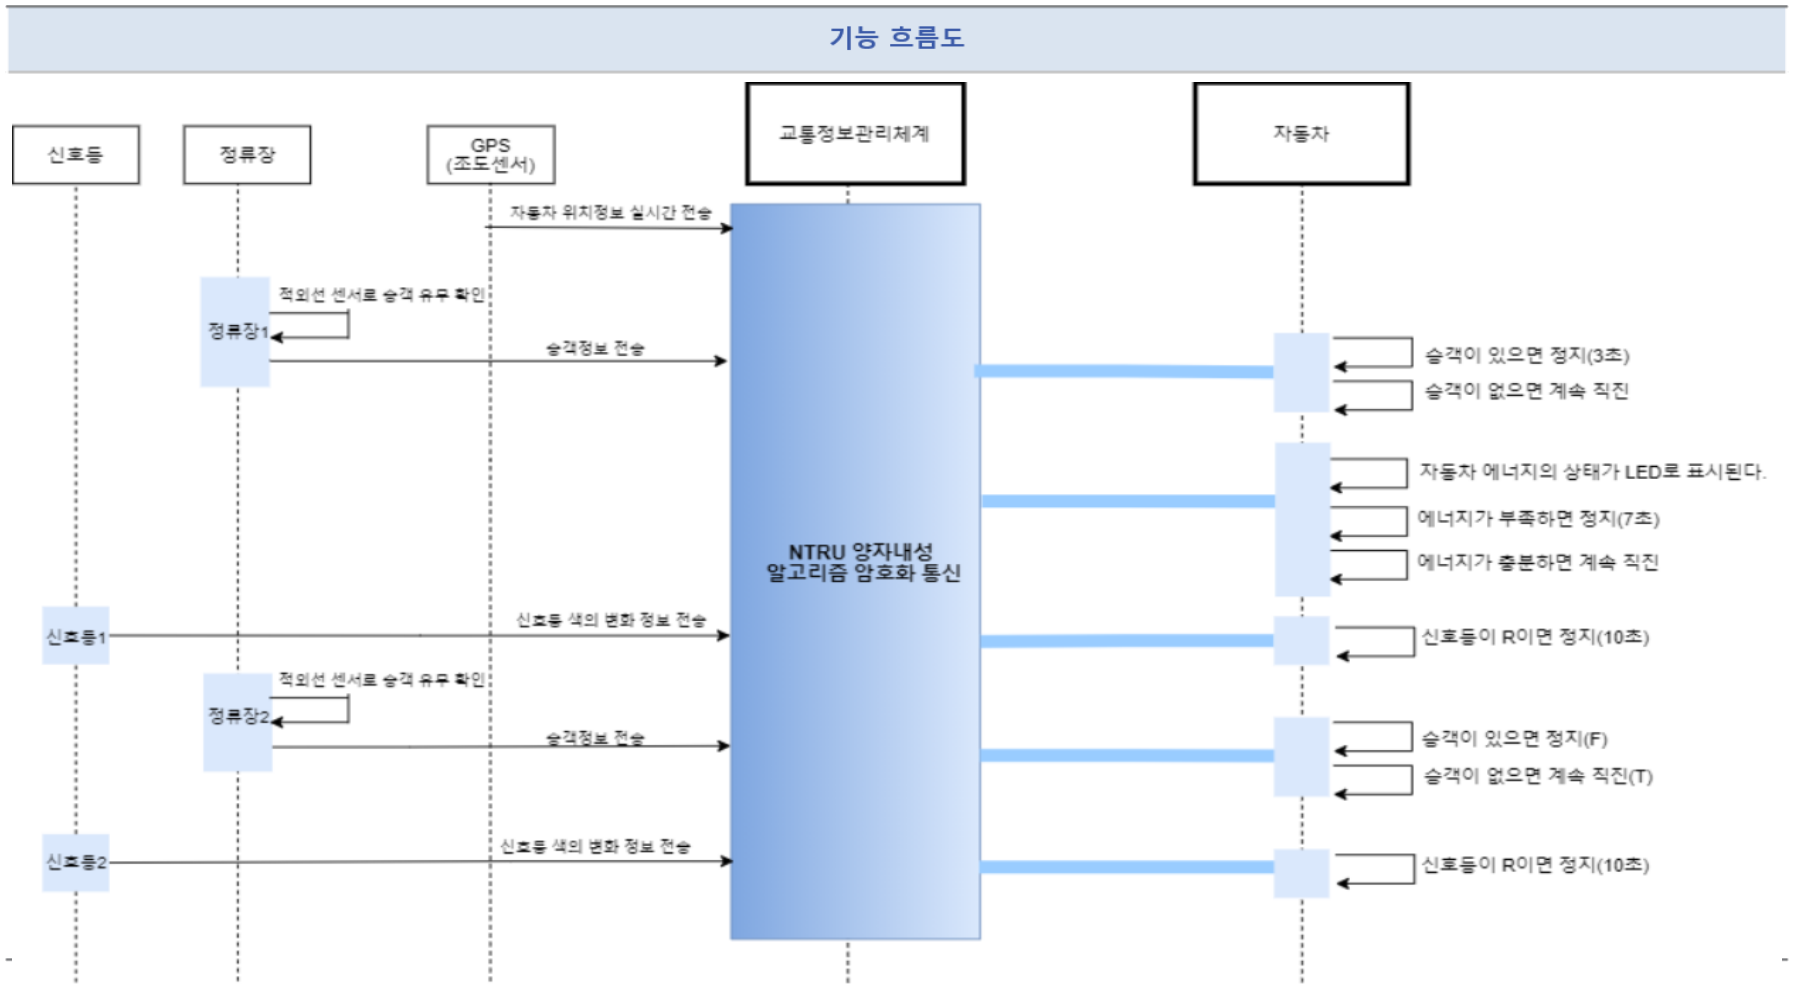 기능 흐름도
신호등
정류장
GPS
(조도센서)
교통정보관리체계
자동차
자동차 위치정보 실시간 전송
적외선 센서로 승객 유무 확인
정류장1
승객정보 전송
승객이 있으면 정지(3초)
승객이 없으면 계속 직진
자동차 에너지의 상태가 LED로 표시된다.
에너지가 부족하면 정지(7초)
에너지가 충분하면 계속 직진
NTRU 양자내성
알고리즘 암호화 통신
신호등1
신호등 색의 변화 정보 전송
신호등이 R이면 정지(10초)
적외선 센서로 승객 유무 확인
정류장2
승객정보 전송
승객이 있으면 정지(F)
승객이 없으면 계속 직진(T)
신호등2
신호등 색의 변화 정보 전송
신호등이 R이면 정지(10초)